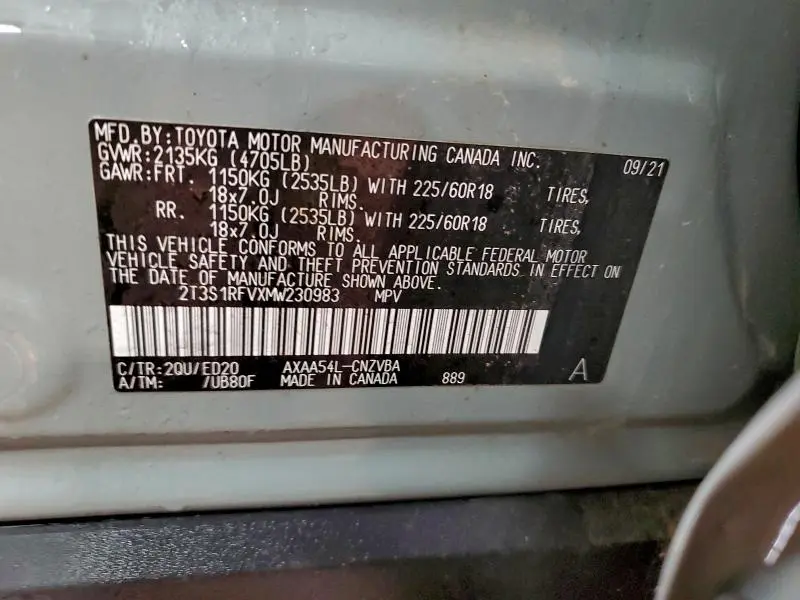 MFD. BY: TOYOTA MOTOR MANUFACTURING CANADA INC. 09/21
GVWR: 2135KG (4705LB)
GAWR: FRT. 1150KG (2535LB) WITH 225/60R18 TIRES,
18x7.0J RIMS.
RR. 1150KG (2535LB) WITH 225/60R18 TIRES,
18x7.0J RIMS.
THIS VEHICLE CONFORMS TO ALL APPLICABLE FEDERAL MOTOR
VEHICLE SAFETY AND THEFT PREVENTION STANDARDS IN EFFECT ON
THE DATE OF MANUFACTURE SHOWN ABOVE.
2T3S1RFVXMW230983 MPV
C/TR: 2QU/ED20 AXAA54L-CNZVBA
A/TM: /UB80F MADE IN CANADA 889 A